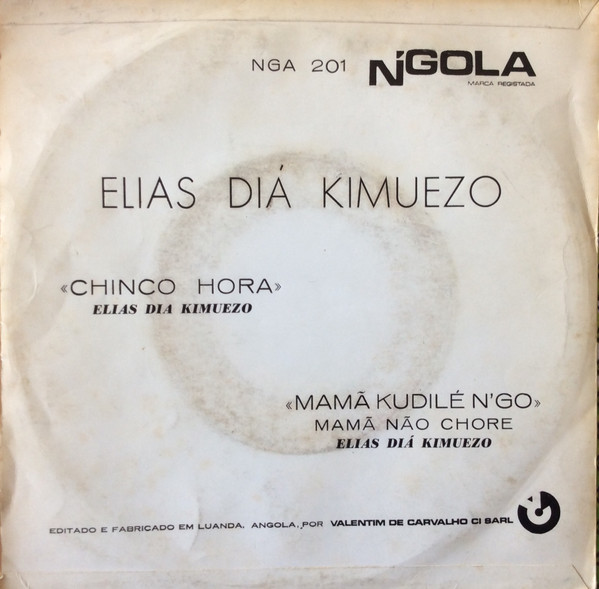 NGA 201 N'GOLA
MARCA REGISTADA
ELIAS DIÁ KIMUEZO
«CHINCO HORA»
ELIAS DIA KIMUEZO
«MAMÃ KUDILÉ N'GO»
MAMÃ NÃO CHORE
ELIAS DIÁ KIMUEZO
EDITADO E FABRICADO EM LUANDA, ANGOLA, POR VALENTIM DE CARVALHO CI SARL